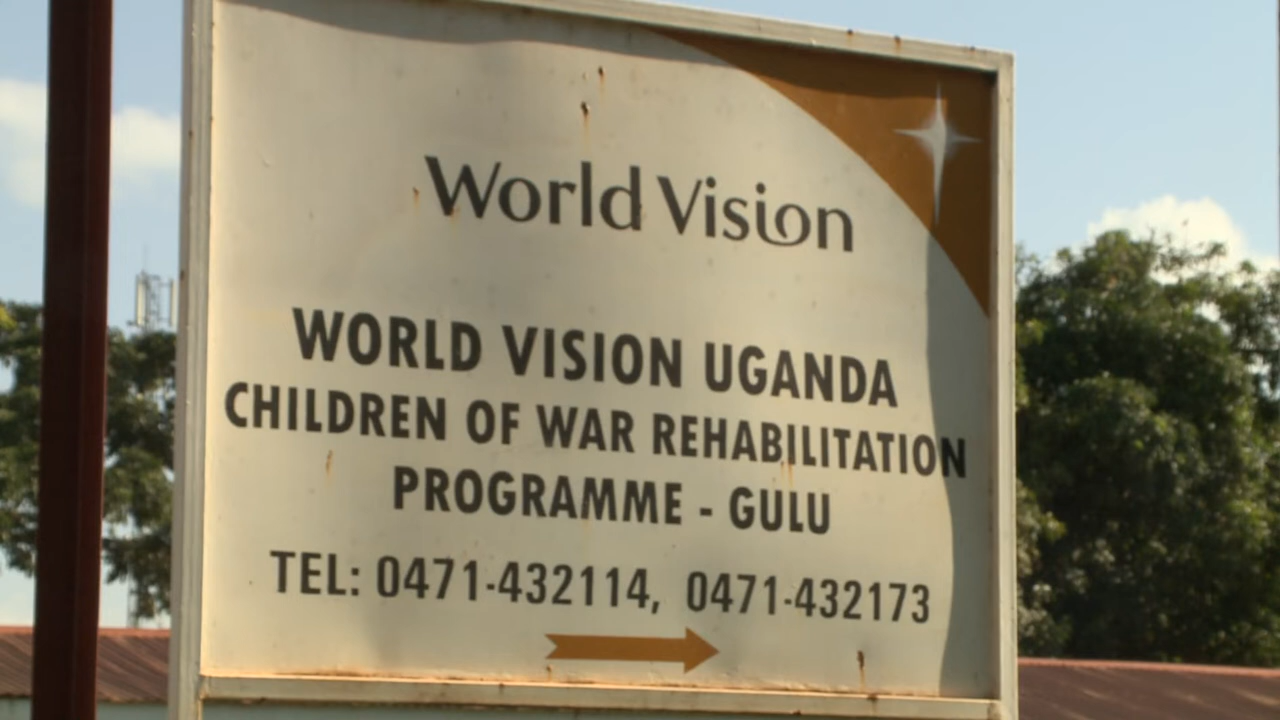 World Vision
WORLD VISION UGANDA
CHILDREN OF WAR REHABILITATION
PROGRAMME - GULU
TEL: 0471-432114, 0471-432173